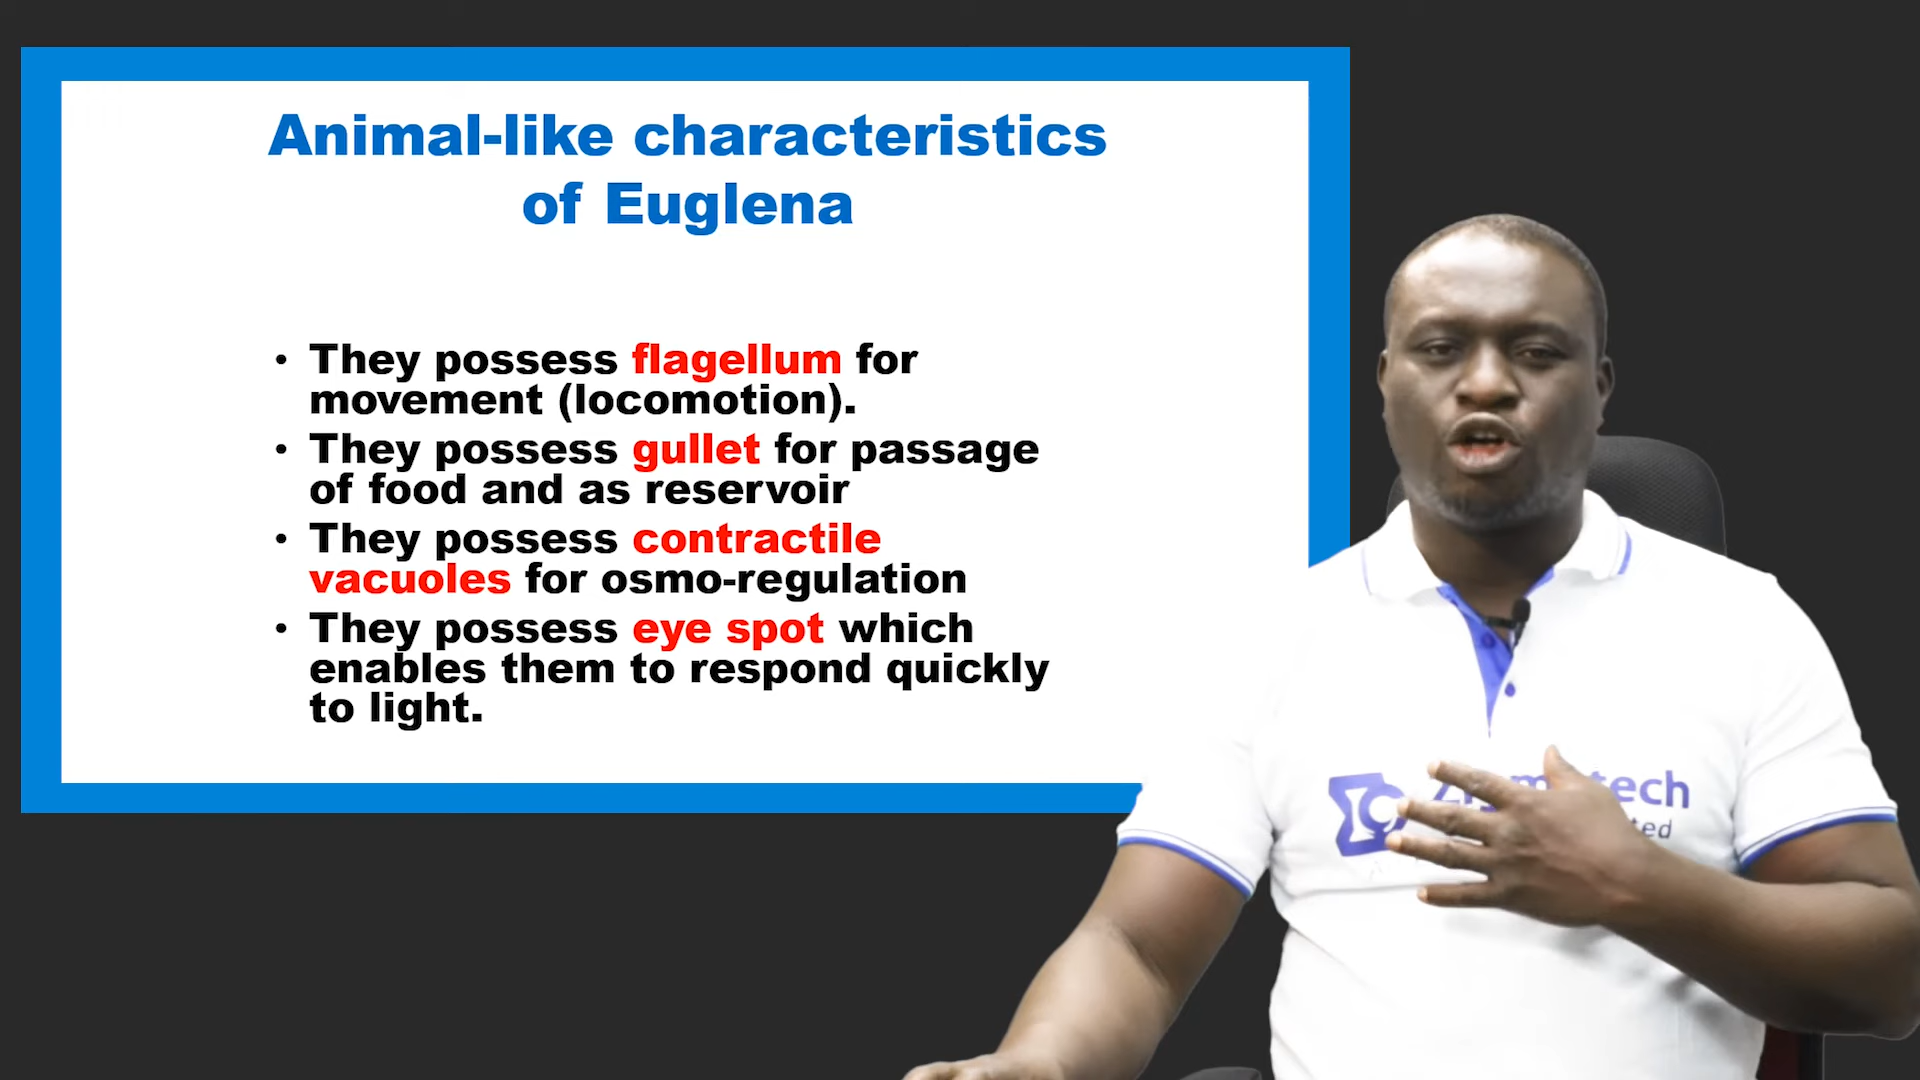 Animal-like characteristics
of Euglena
• They possess flagellum for
movement (locomotion).
• They possess gullet for passage
of food and as reservoir
• They possess contractile
vacuoles for osmo-regulation
• They possess eye spot which
enables them to respond quickly
to light.